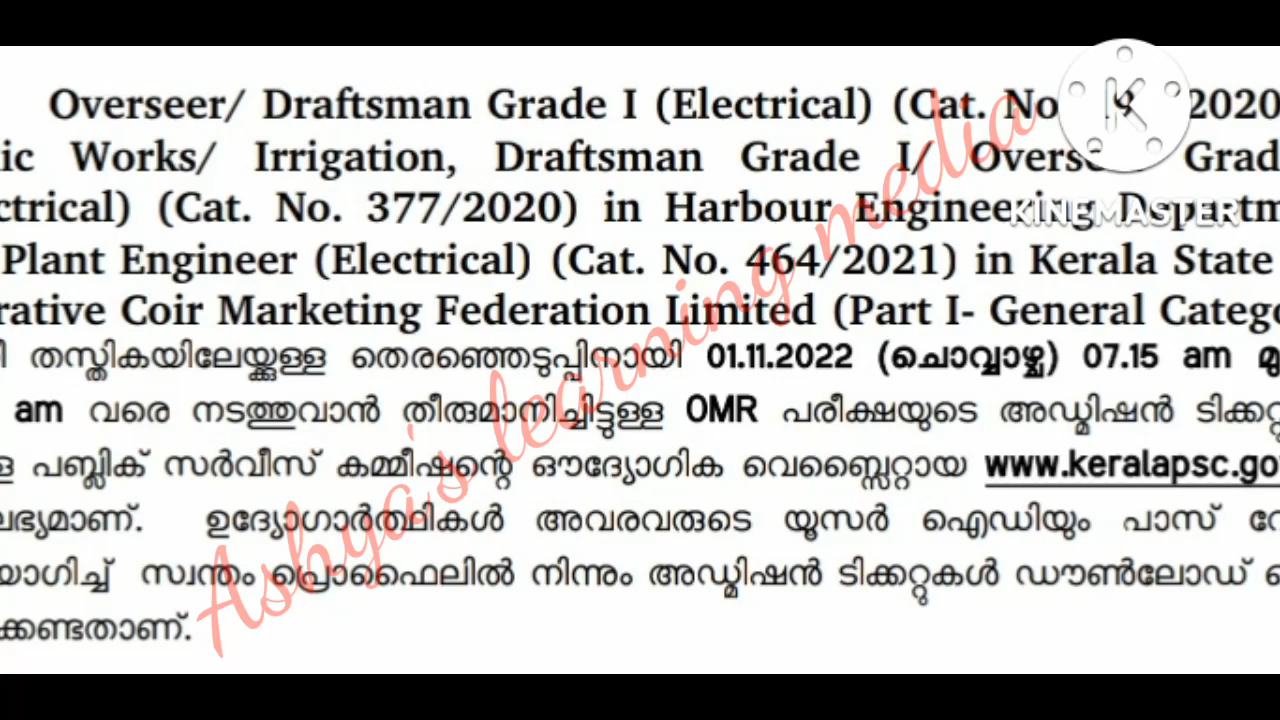 Overseer/ Draftsman Grade I (Electrical) (Cat. No 2020
ic Works/ Irrigation, Draftsman Grade I/ Overse Grad
ctrical) (Cat. No. 377/2020) in Harbour Engineering Departm
Plant Engineer (Electrical) (Cat. No. 464/2021) in Kerala State
rative Coir Marketing Federation Limited (Part I- General Catego
തസ്തികയിലേയ്ക്കുള്ള തെരഞ്ഞെടുപ്പിനായി 01.11.2022 (ചൊവ്വാഴ്ച) 07.15 am മു
am വരെ നടത്തുവാൻ തീരുമാനിച്ചിട്ടുള്ള OMR പരീക്ഷയുടെ അഡ്മിഷൻ ടിക്കറ്റു
ള പബ്ലിക് സർവീസ് കമ്മീഷന്റെ ഔദ്യോഗിക വെബ്സൈറ്റായ www.keralapsc.gov
ലഭ്യമാണ്. ഉദ്യോഗാർത്ഥികൾ അവരവരുടെ യൂസർ ഐഡിയും പാസ്
യോഗിച്ച് സ്വന്തം പ്രൊഫൈലിൽ നിന്നും അഡ്മിഷൻ ടിക്കറ്റുകൾ ഡൗൺലോഡ്
ക്കേണ്ടതാണ്.
Ashya's learning media
KINEMASTER